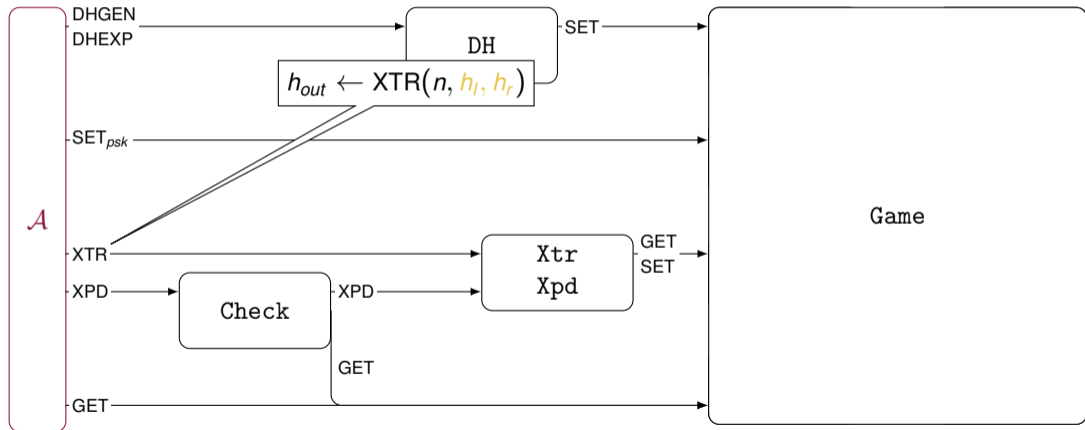 DHGEN
DHEXP
DH
SET
h_out ← XTR(n, h_l, h_r)
SET_psk
A
Game
XTR
Xtr
Xpd
GET
SET
XPD
Check
XPD
GET
GET